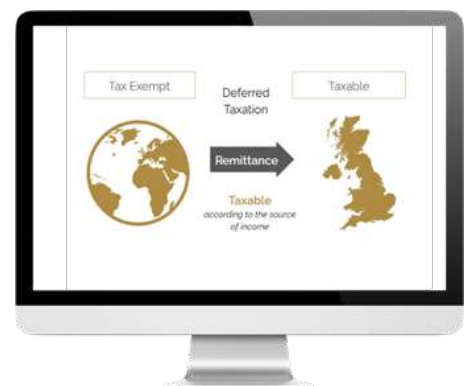 Tax Exempt
Deferred
Taxation
Taxable
Remittance
Taxable
according to the source
of income